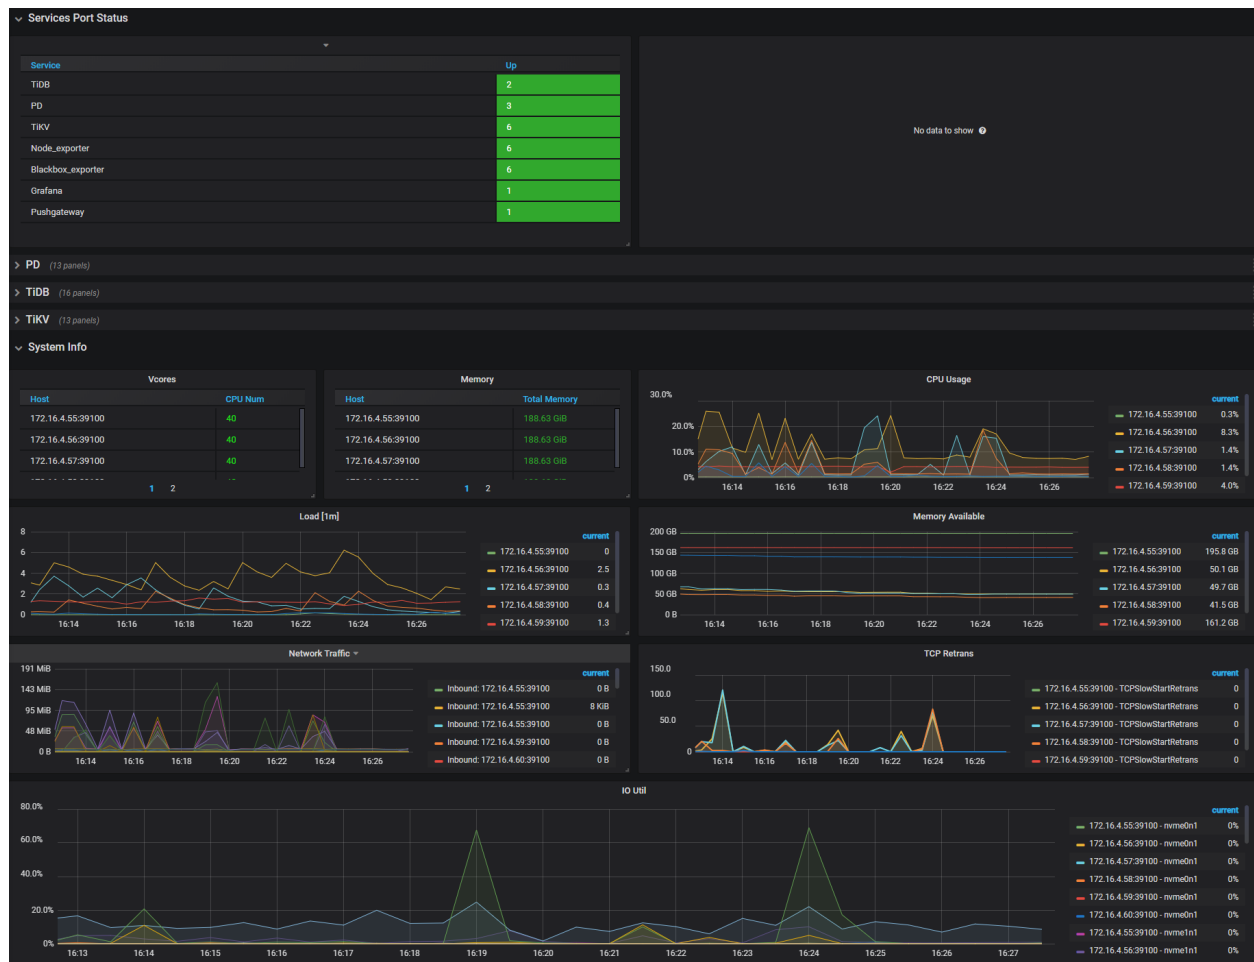 Services Port Status
Service Up
TiDB 2
PD 3
TiKV 6
Node_exporter 6
Blackbox_exporter 6
Grafana 1
Pushgateway 1
No data to show
PD (13 panels)
TiDB (16 panels)
TiKV (13 panels)
System Info
Vcores
Host CPU Num
172.16.4.55:39100 40
172.16.4.56:39100 40
172.16.4.57:39100 40
1 2
Memory
Host Total Memory
172.16.4.55:39100 188.63 GiB
172.16.4.56:39100 188.63 GiB
172.16.4.57:39100 188.63 GiB
1 2
CPU Usage
30.0%
20.0%
10.0%
0%
16:14 16:16 16:18 16:20 16:22 16:24 16:26
current
172.16.4.55:39100 0.3%
172.16.4.56:39100 8.3%
172.16.4.57:39100 1.4%
172.16.4.58:39100 1.4%
172.16.4.59:39100 4.0%
Load [1m]
8
6
4
2
0
16:14 16:16 16:18 16:20 16:22 16:24 16:26
current
172.16.4.55:39100 0
172.16.4.56:39100 2.5
172.16.4.57:39100 0.3
172.16.4.58:39100 0.4
172.16.4.59:39100 1.3
Memory Available
200 GB
150 GB
100 GB
50 GB
0 B
16:14 16:16 16:18 16:20 16:22 16:24 16:26
current
172.16.4.55:39100 195.8 GB
172.16.4.56:39100 50.1 GB
172.16.4.57:39100 49.7 GB
172.16.4.58:39100 41.5 GB
172.16.4.59:39100 161.2 GB
Network Traffic
191 MiB
143 MiB
95 MiB
48 MiB
0 B
16:14 16:16 16:18 16:20 16:22 16:24 16:26
current
Inbound: 172.16.4.55:39100 0 B
Inbound: 172.16.4.55:39100 8 KiB
Inbound: 172.16.4.55:39100 0 B
Inbound: 172.16.4.59:39100 0 B
Inbound: 172.16.4.60:39100 0 B
TCP Retrans
150.0
100.0
50.0
0
16:14 16:16 16:18 16:20 16:22 16:24 16:26
current
172.16.4.55:39100 - TCPSlowStartRetrans 0
172.16.4.56:39100 - TCPSlowStartRetrans 0
172.16.4.57:39100 - TCPSlowStartRetrans 0
172.16.4.58:39100 - TCPSlowStartRetrans 0
172.16.4.59:39100 - TCPSlowStartRetrans 0
IO Util
80.0%
60.0%
40.0%
20.0%
0%
16:13 16:14 16:15 16:16 16:17 16:18 16:19 16:20 16:21 16:22 16:23 16:24 16:25 16:26 16:27
current
172.16.4.55:39100 - nvme0n1 0%
172.16.4.56:39100 - nvme0n1 0%
172.16.4.57:39100 - nvme0n1 0%
172.16.4.58:39100 - nvme0n1 0%
172.16.4.59:39100 - nvme0n1 0%
172.16.4.60:39100 - nvme0n1 0%
172.16.4.55:39100 - nvme1n1 0%
172.16.4.56:39100 - nvme1n1 0%